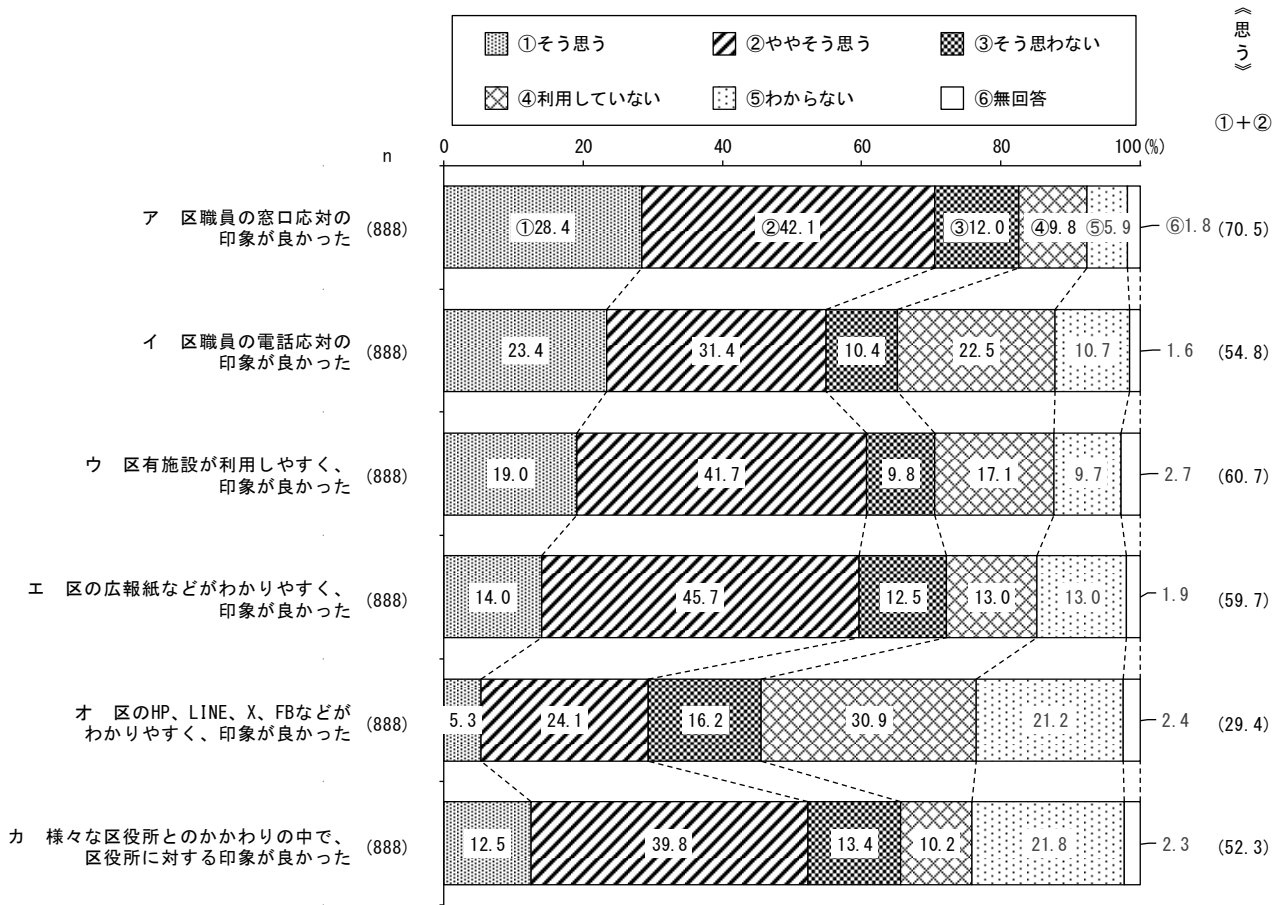 《思う》
①+②
①そう思う ②ややそう思う ③そう思わない
④利用していない ⑤わからない ⑥無回答
n 0 20 40 60 80 100(%)
ア 区職員の窓口応対の
印象が良かった (888) ①28.4 ②42.1 ③12.0 ④9.8 ⑤5.9 ⑥1.8 (70.5)
イ 区職員の電話応対の
印象が良かった (888) 23.4 31.4 10.4 22.5 10.7 1.6 (54.8)
ウ 区有施設が利用しやすく、
印象が良かった (888) 19.0 41.7 9.8 17.1 9.7 2.7 (60.7)
エ 区の広報紙などがわかりやすく、
印象が良かった (888) 14.0 45.7 12.5 13.0 13.0 1.9 (59.7)
オ 区のHP、LINE、X、FBなどが
わかりやすく、印象が良かった (888) 5.3 24.1 16.2 30.9 21.2 2.4 (29.4)
カ 様々な区役所とのかかわりの中で、
区役所に対する印象が良かった (888) 12.5 39.8 13.4 10.2 21.8 2.3 (52.3)